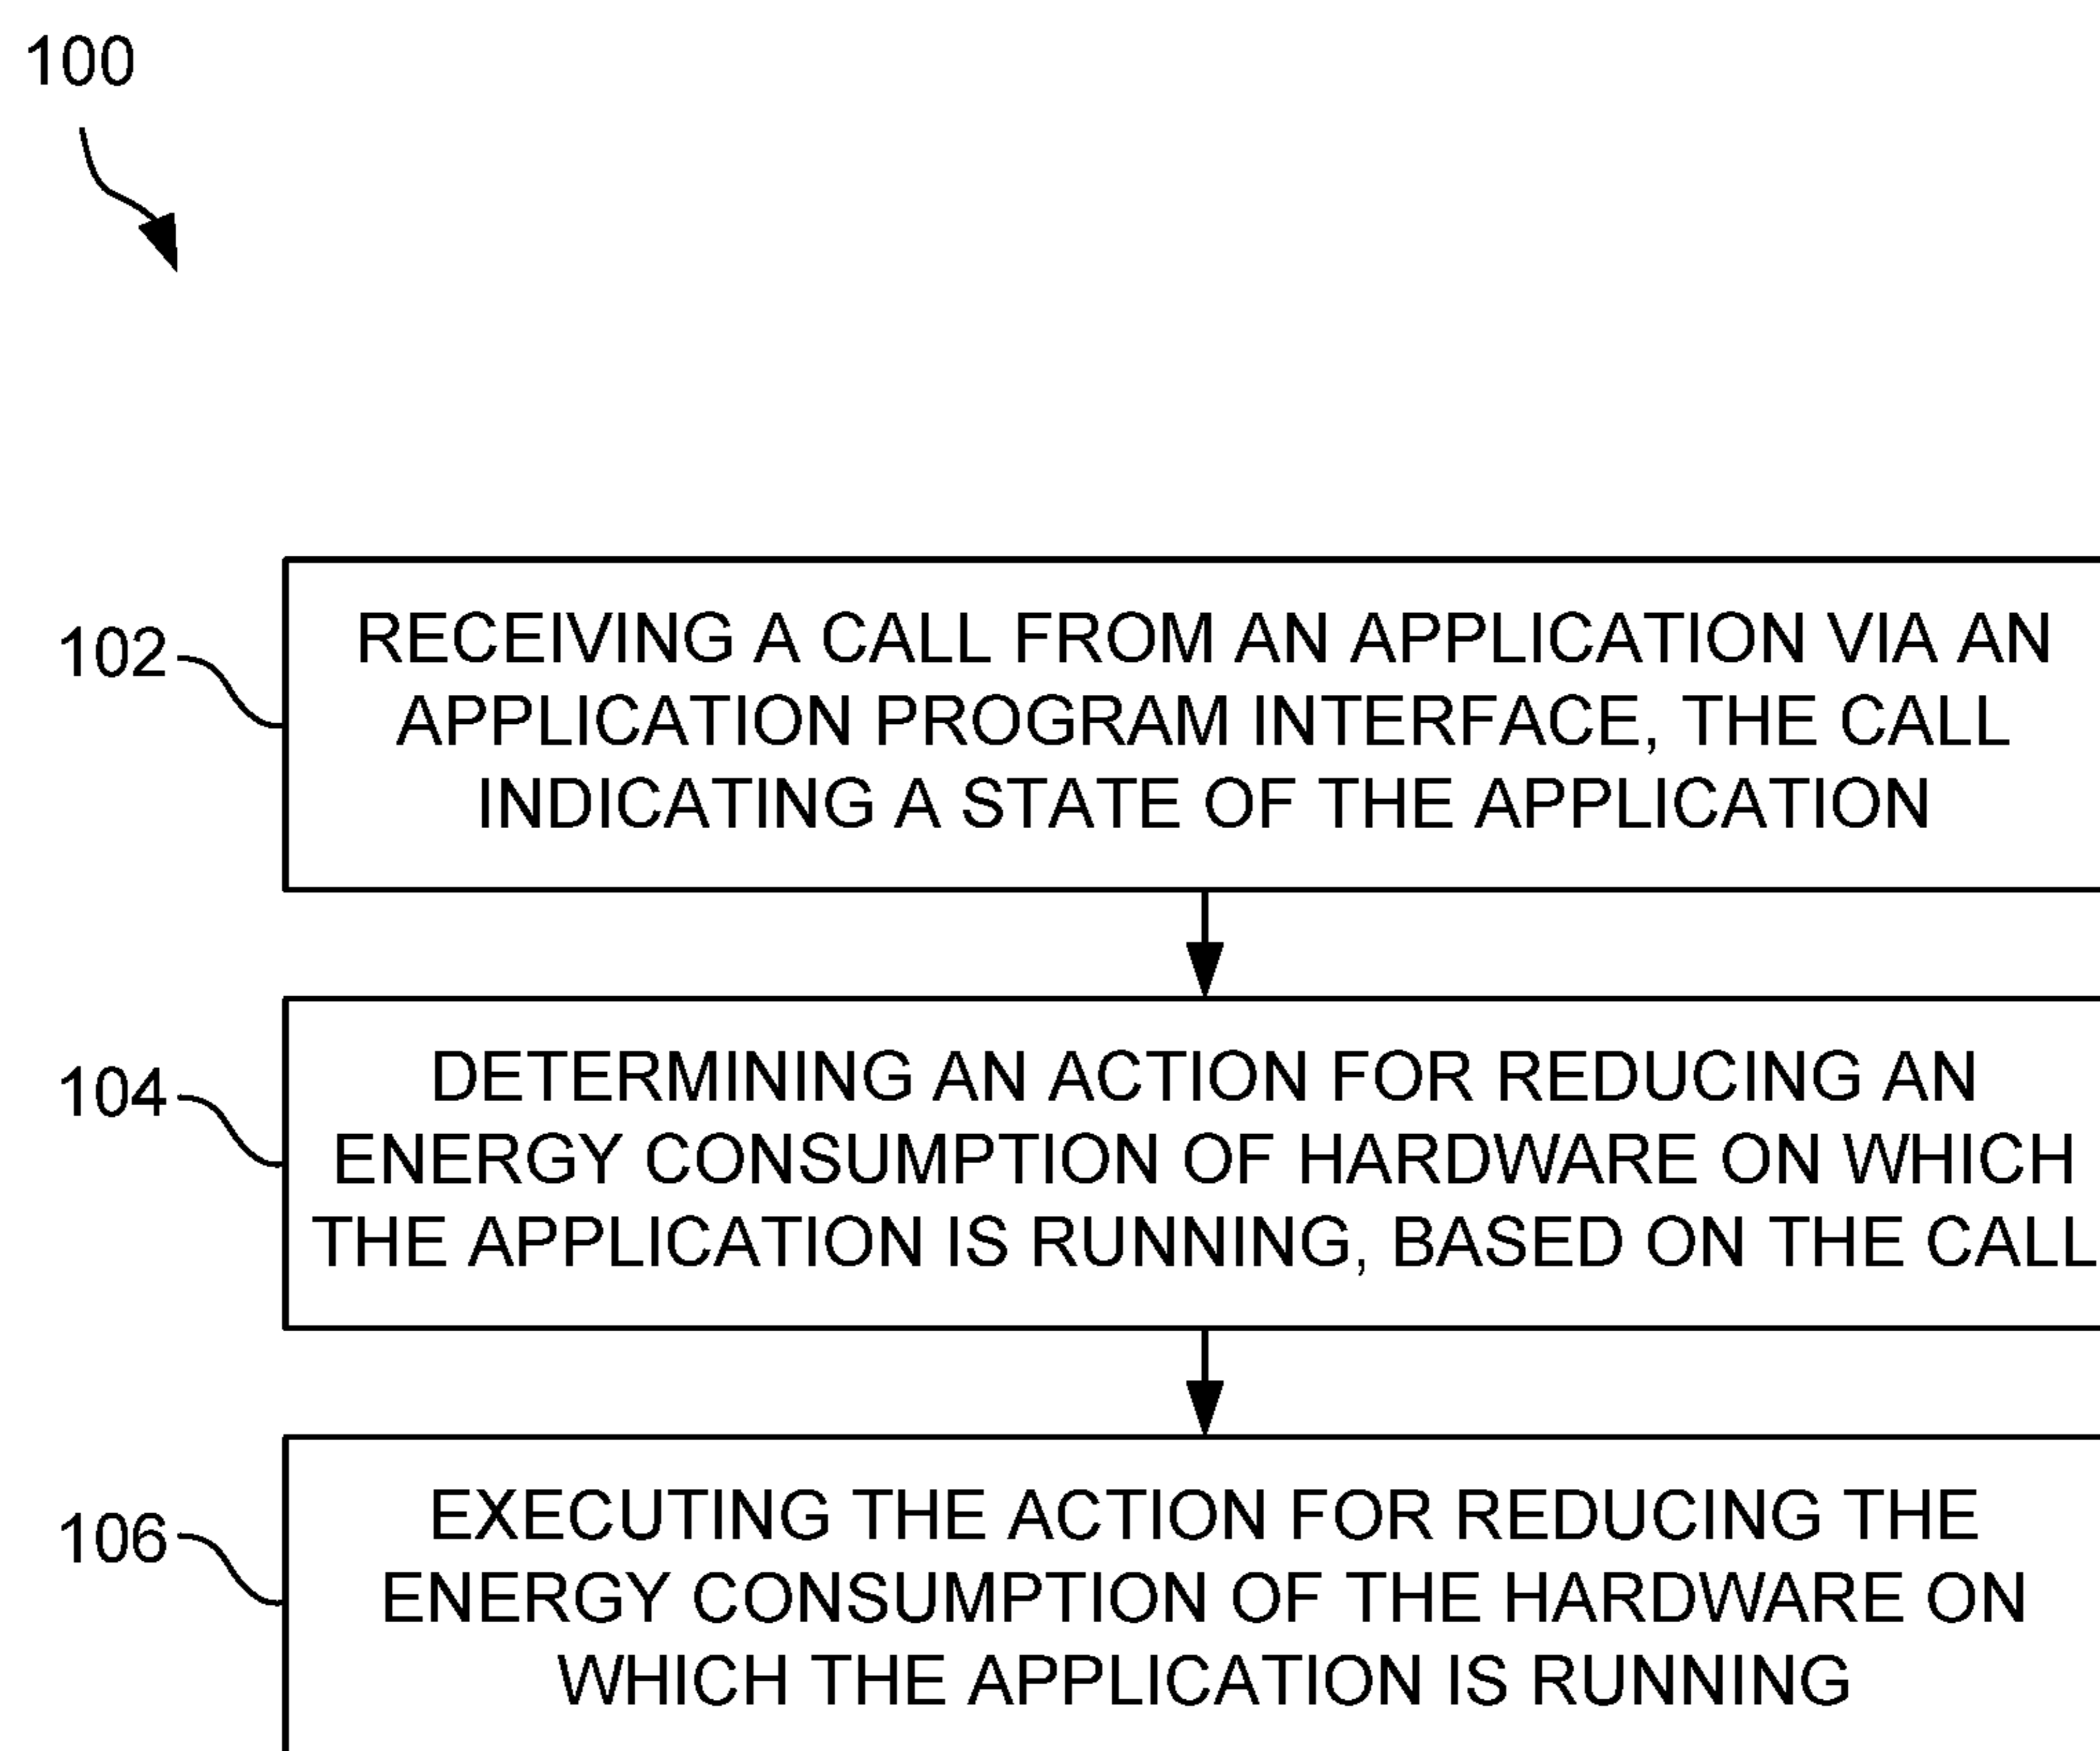 100
102
RECEIVING A CALL FROM AN APPLICATION VIA AN
APPLICATION PROGRAM INTERFACE, THE CALL
INDICATING A STATE OF THE APPLICATION
104
DETERMINING AN ACTION FOR REDUCING AN
ENERGY CONSUMPTION OF HARDWARE ON WHICH
THE APPLICATION IS RUNNING, BASED ON THE CALL
106
EXECUTING THE ACTION FOR REDUCING THE
ENERGY CONSUMPTION OF THE HARDWARE ON
WHICH THE APPLICATION IS RUNNING